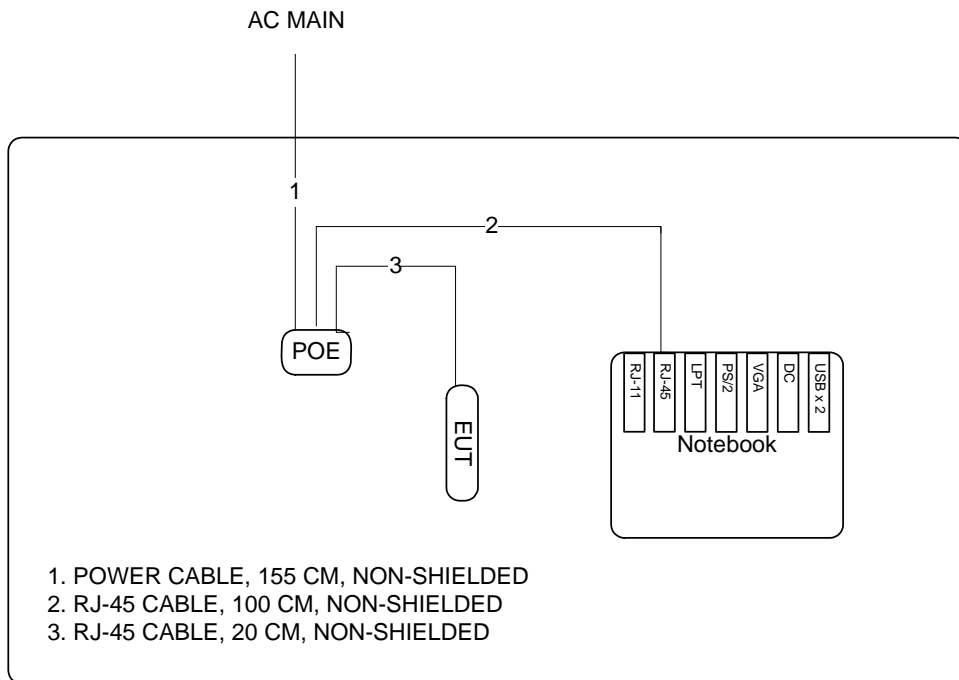 AC MAIN
1
2
3
POE
EUT
RJ-11
RJ-45
LPT
PS/2
VGA
DC
USB x 2
Notebook
1. POWER CABLE, 155 CM, NON-SHIELDED
2. RJ-45 CABLE, 100 CM, NON-SHIELDED
3. RJ-45 CABLE, 20 CM, NON-SHIELDED